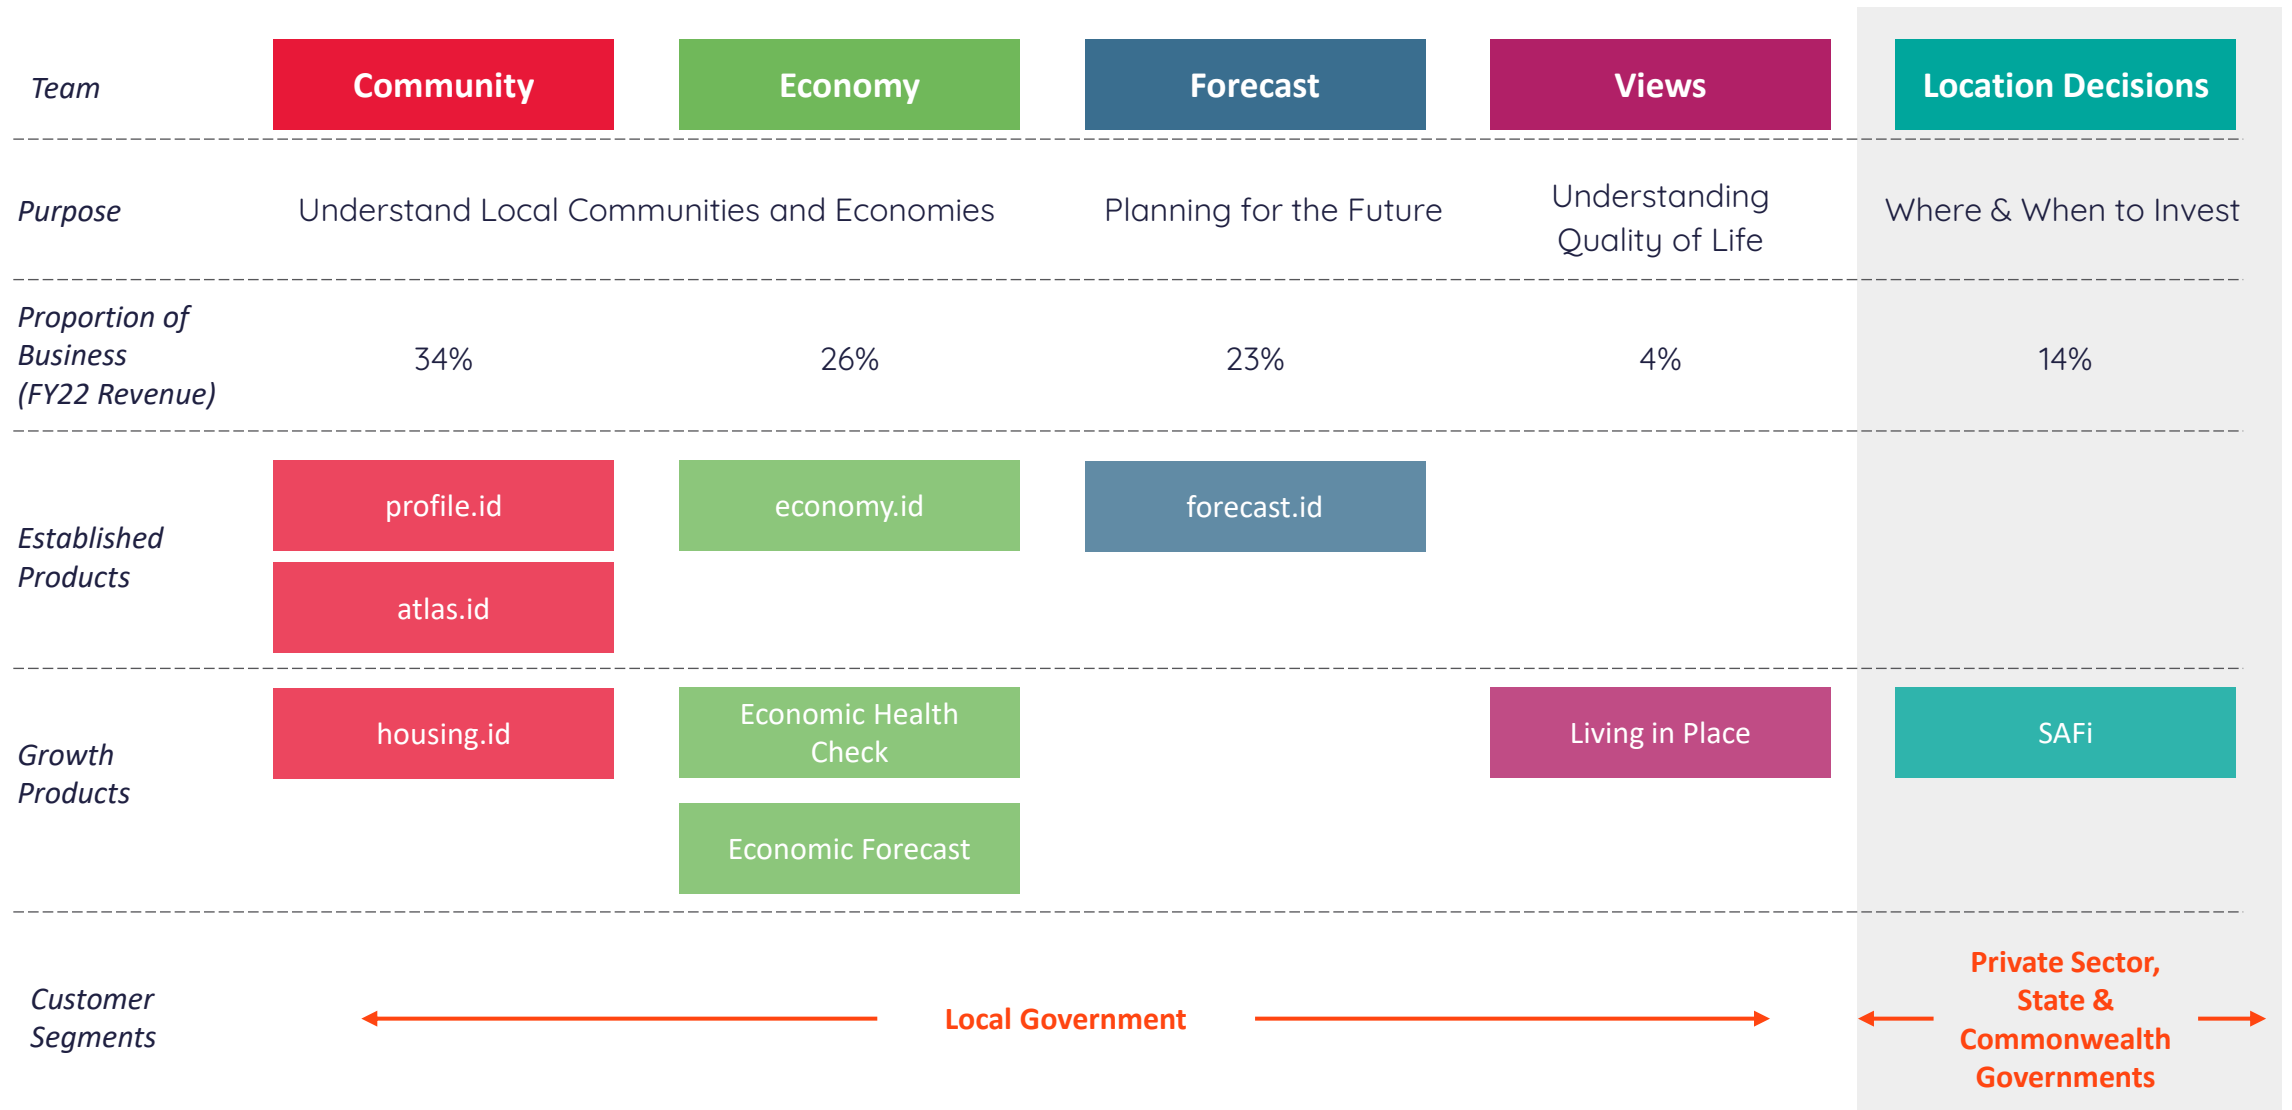 Team
Community
Economy
Forecast
Views
Location Decisions
Purpose
Understand Local Communities and Economies
Planning for the Future
Understanding
Quality of Life
Where & When to Invest
Proportion of
Business
(FY22 Revenue)
34%
26%
23%
4%
14%
Established
Products
profile.id
economy.id
forecast.id
atlas.id
Growth
Products
housing.id
Economic Health
Check
Living in Place
SAFi
Economic Forecast
Customer
Segments
Local Government
Private Sector,
State &
Commonwealth
Governments